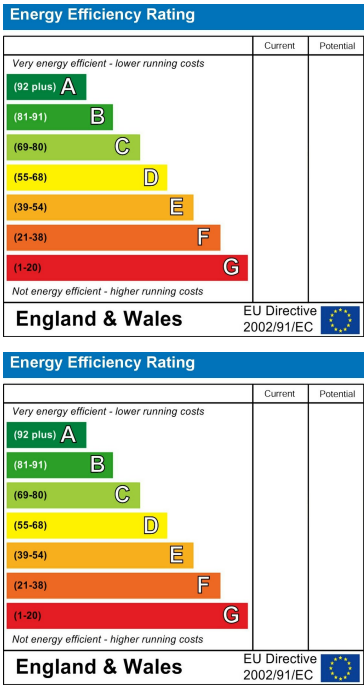 Energy Efficiency Rating
Current Potential
Very energy efficient - lower running costs
(92 plus) A
(81-91) B
(69-80) C
(55-68) D
(39-54) E
(21-38) F
(1-20) G
Not energy efficient - higher running costs
England & Wales
EU Directive
2002/91/EC
Energy Efficiency Rating
Current Potential
Very energy efficient - lower running costs
(92 plus) A
(81-91) B
(69-80) C
(55-68) D
(39-54) E
(21-38) F
(1-20) G
Not energy efficient - higher running costs
England & Wales
EU Directive
2002/91/EC